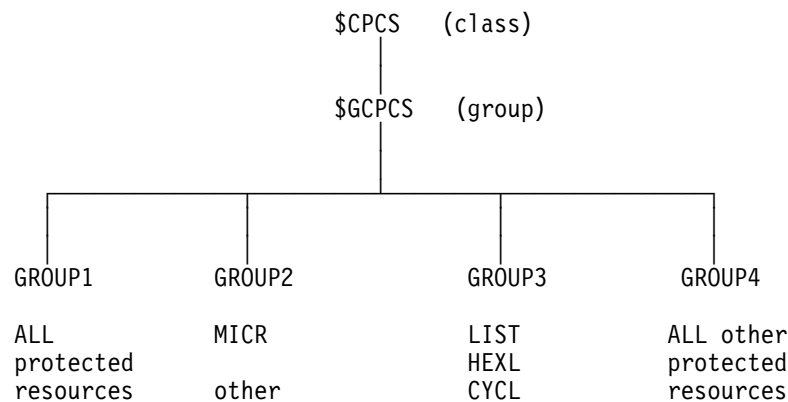 $CPCS (class)
$GCPCS (group)
GROUP1 GROUP2 GROUP3 GROUP4
ALL MICR LIST ALL other
protected HEXL protected
resources other CYCL resources